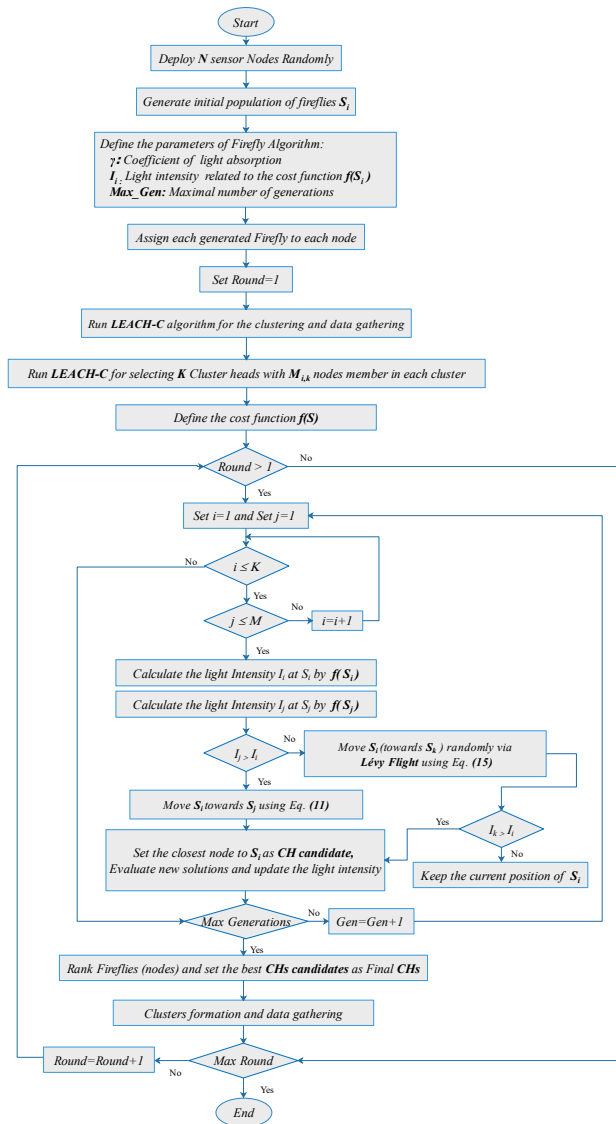 Start
Deploy N sensor Nodes Randomly
Generate initial population of fireflies Si
Define the parameters of Firefly Algorithm:
γ: Coefficient of light absorption
Ii : Light intensity related to the cost function f(Si )
Max_Gen: Maximal number of generations
Assign each generated Firefly to each node
Set Round=1
Run LEACH-C algorithm for the clustering and data gathering
Run LEACH-C for selecting K Cluster heads with Mi,k nodes member in each cluster
Define the cost function f(S)
Round > 1
No
Yes
Set i=1 and Set j=1
No
i ≤ K
Yes
j ≤ M
No
i=i+1
Yes
Calculate the light Intensity Ii at Si by f( Si )
Calculate the light Intensity Ij at Sj by f( Sj )
Ij > Ii
No
Move Si (towards Sk ) randomly via
Lévy Flight using Eq. (15)
Yes
Move Si towards Sj using Eq. (11)
Yes
Ik > Ii
No
Set the closest node to Si as CH candidate,
Evaluate new solutions and update the light intensity
Keep the current position of Si
Max Generations
No
Gen=Gen+1
Yes
Rank Fireflies (nodes) and set the best CHs candidates as Final CHs
Clusters formation and data gathering
Round=Round+1
No
Max Round
Yes
End